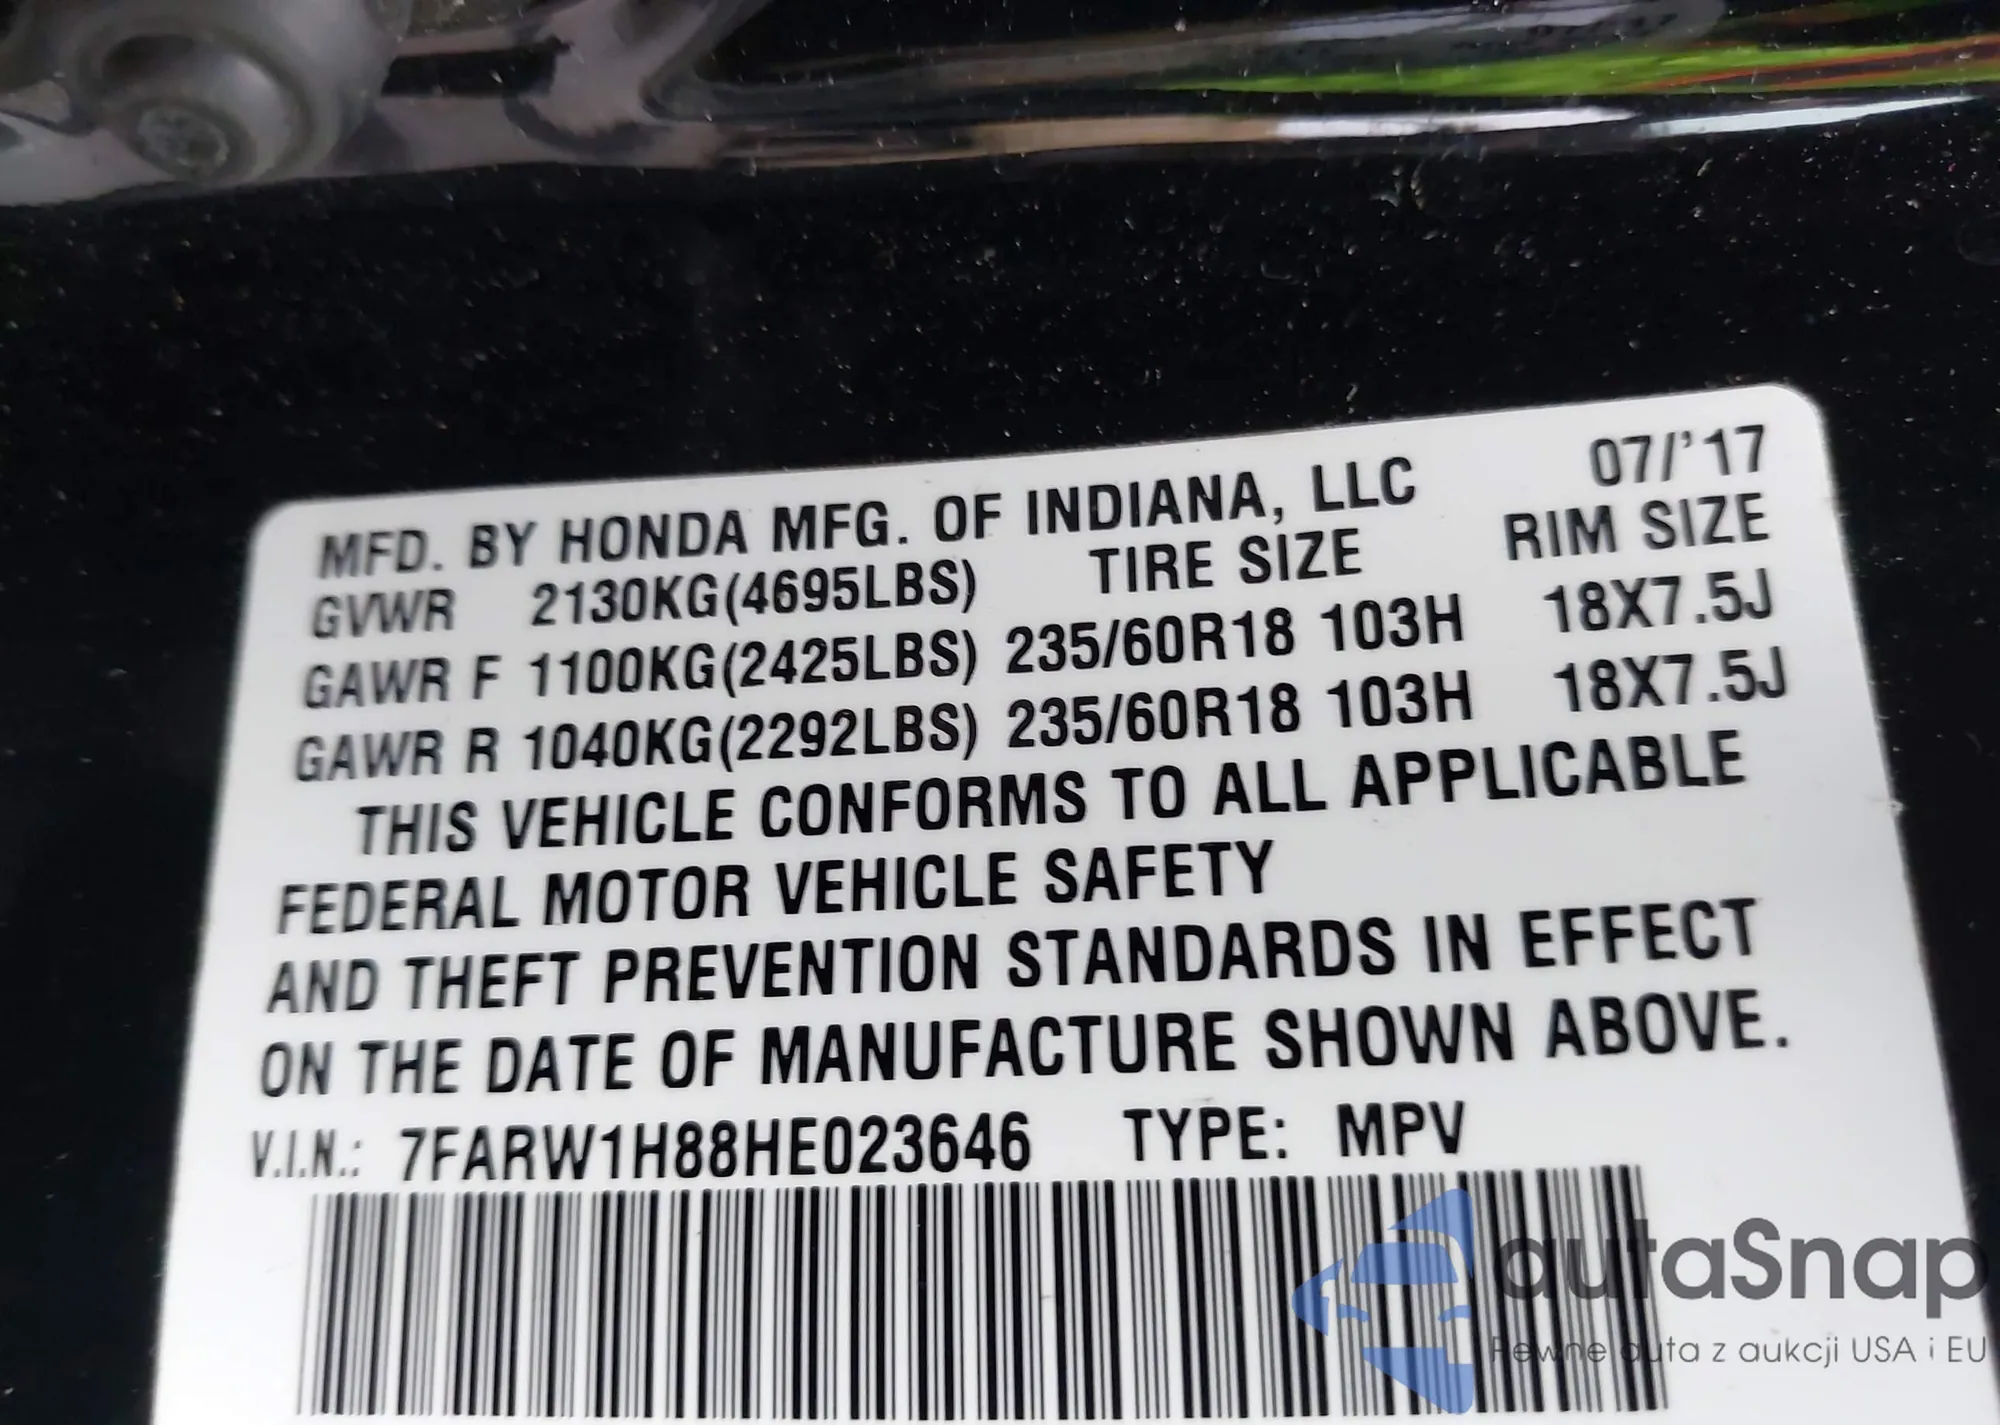 MFD. BY HONDA MFG. OF INDIANA, LLC 07/'17
GVWR 2130KG(4695LBS) TIRE SIZE RIM SIZE
GAWR F 1100KG(2425LBS) 235/60R18 103H 18X7.5J
GAWR R 1040KG(2292LBS) 235/60R18 103H 18X7.5J
THIS VEHICLE CONFORMS TO ALL APPLICABLE
FEDERAL MOTOR VEHICLE SAFETY
AND THEFT PREVENTION STANDARDS IN EFFECT
ON THE DATE OF MANUFACTURE SHOWN ABOVE.
V.I.N.: 7FARW1H88HE023646 TYPE: MPV
autaSnap
Pewne auta z aukcji USA i EU